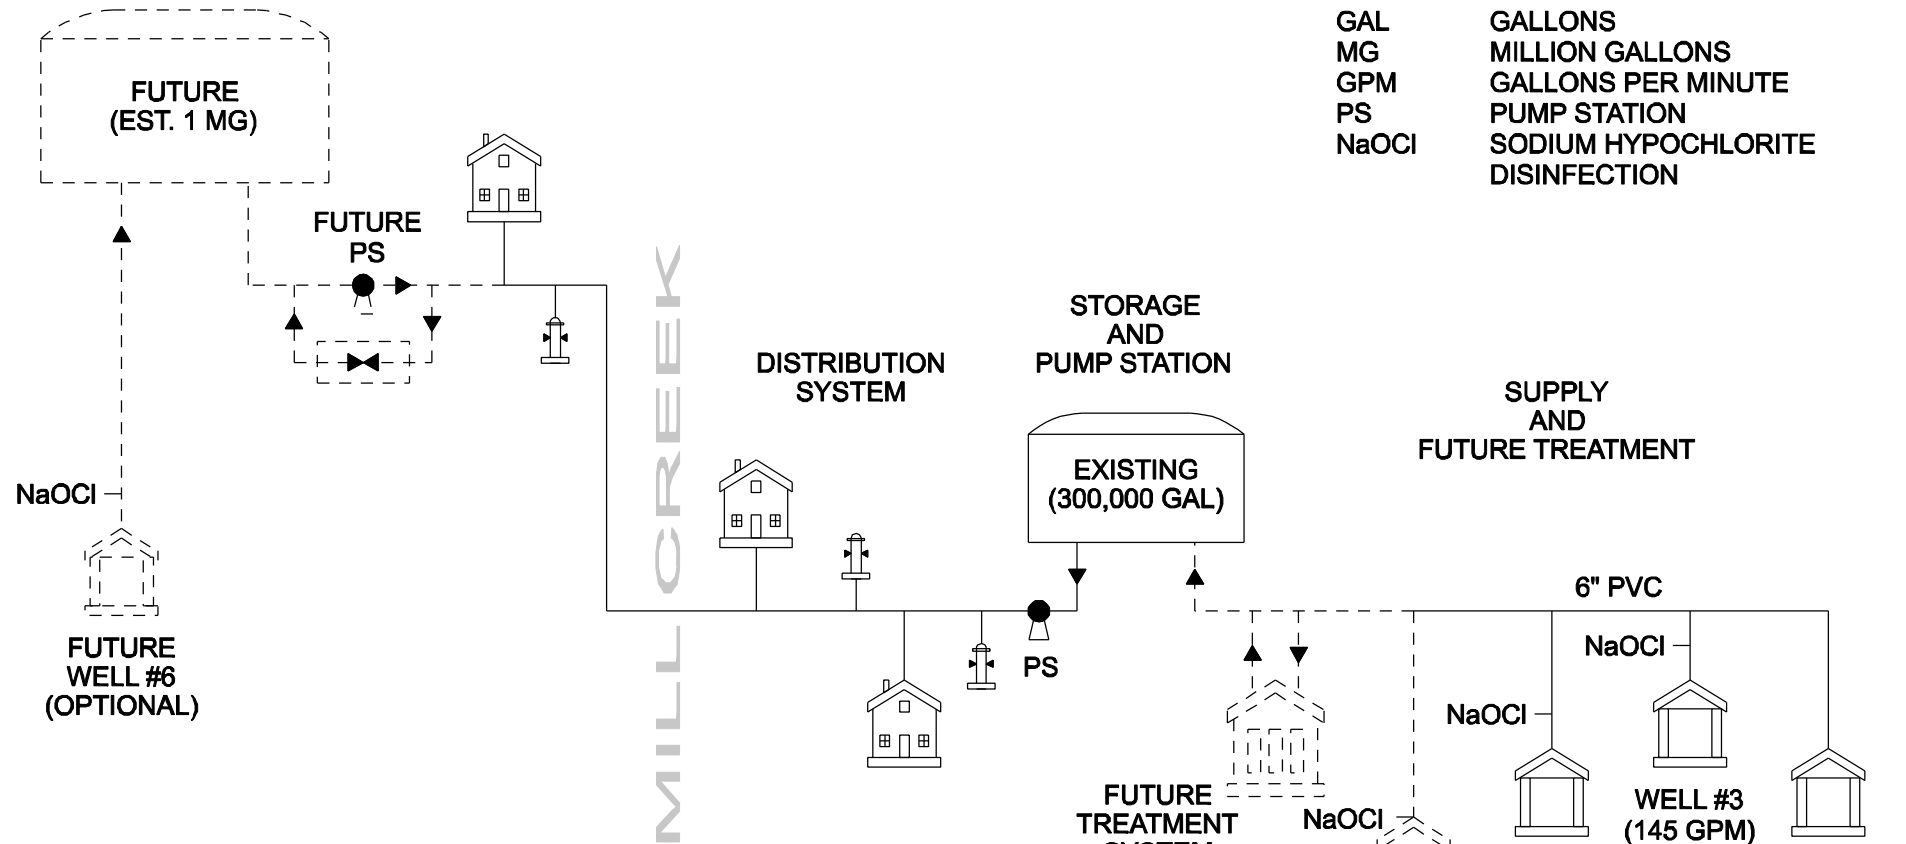 GAL GALLONS
MG MILLION GALLONS
GPM GALLONS PER MINUTE
PS PUMP STATION
NaOCl SODIUM HYPOCHLORITE
DISINFECTION
FUTURE
(EST. 1 MG)
FUTURE
PS
MILL CREEK
DISTRIBUTION
SYSTEM
STORAGE
AND
PUMP STATION
EXISTING
(300,000 GAL)
SUPPLY
AND
FUTURE TREATMENT
NaOCl
FUTURE
WELL #6
(OPTIONAL)
PS
6" PVC
NaOCl
NaOCl
FUTURE
TREATMENT
SYSTEM
NaOCl
WELL #3
(145 GPM)